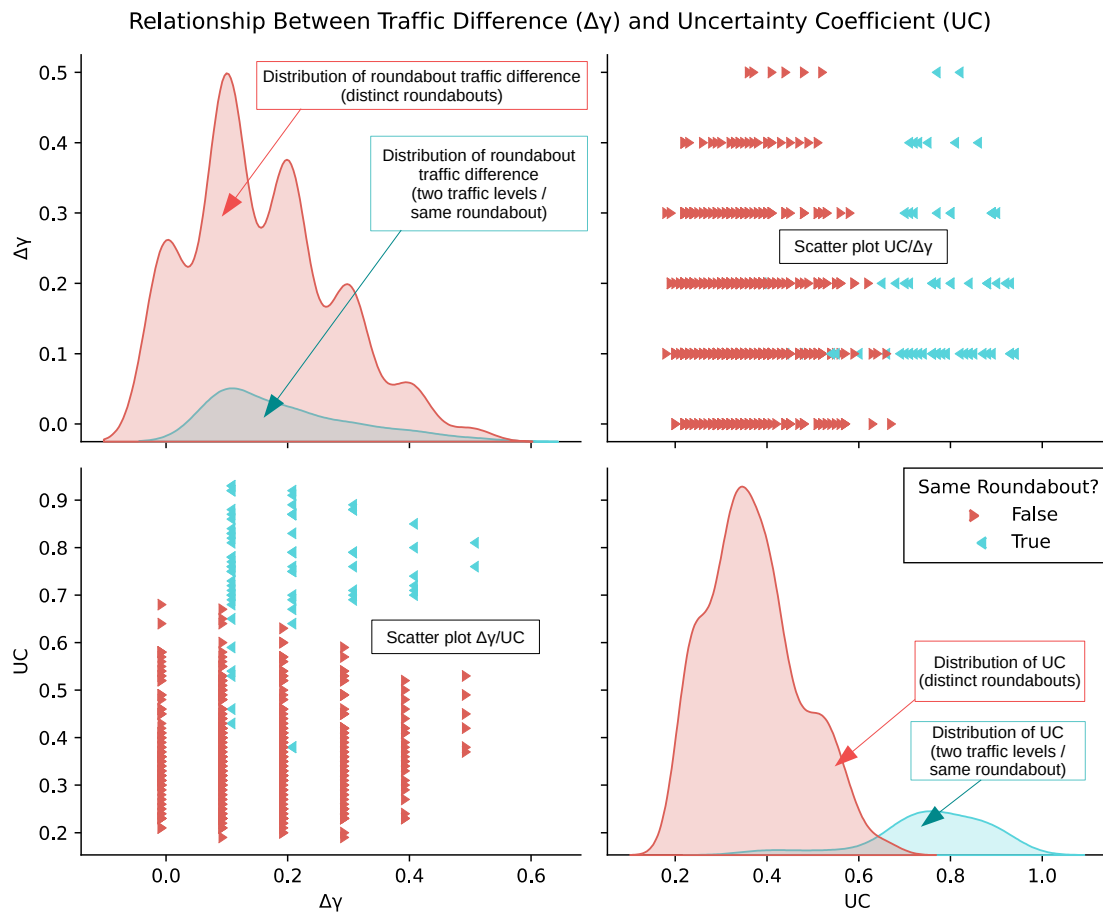 Relationship Between Traffic Difference (Δγ) and Uncertainty Coefficient (UC)
Δγ
0.5
0.4
0.3
0.2
0.1
0.0
Distribution of roundabout traffic difference
(distinct roundabouts)
Distribution of roundabout
traffic difference
(two traffic levels /
same roundabout)
Scatter plot UC/Δγ
UC
0.9
0.8
0.7
0.6
0.5
0.4
0.3
0.2
Scatter plot Δγ/UC
0.0
0.2
0.4
0.6
Δγ
Same Roundabout?
False
True
Distribution of UC
(distinct roundabouts)
Distribution of UC
(two traffic levels /
same roundabout)
0.2
0.4
0.6
0.8
1.0
UC